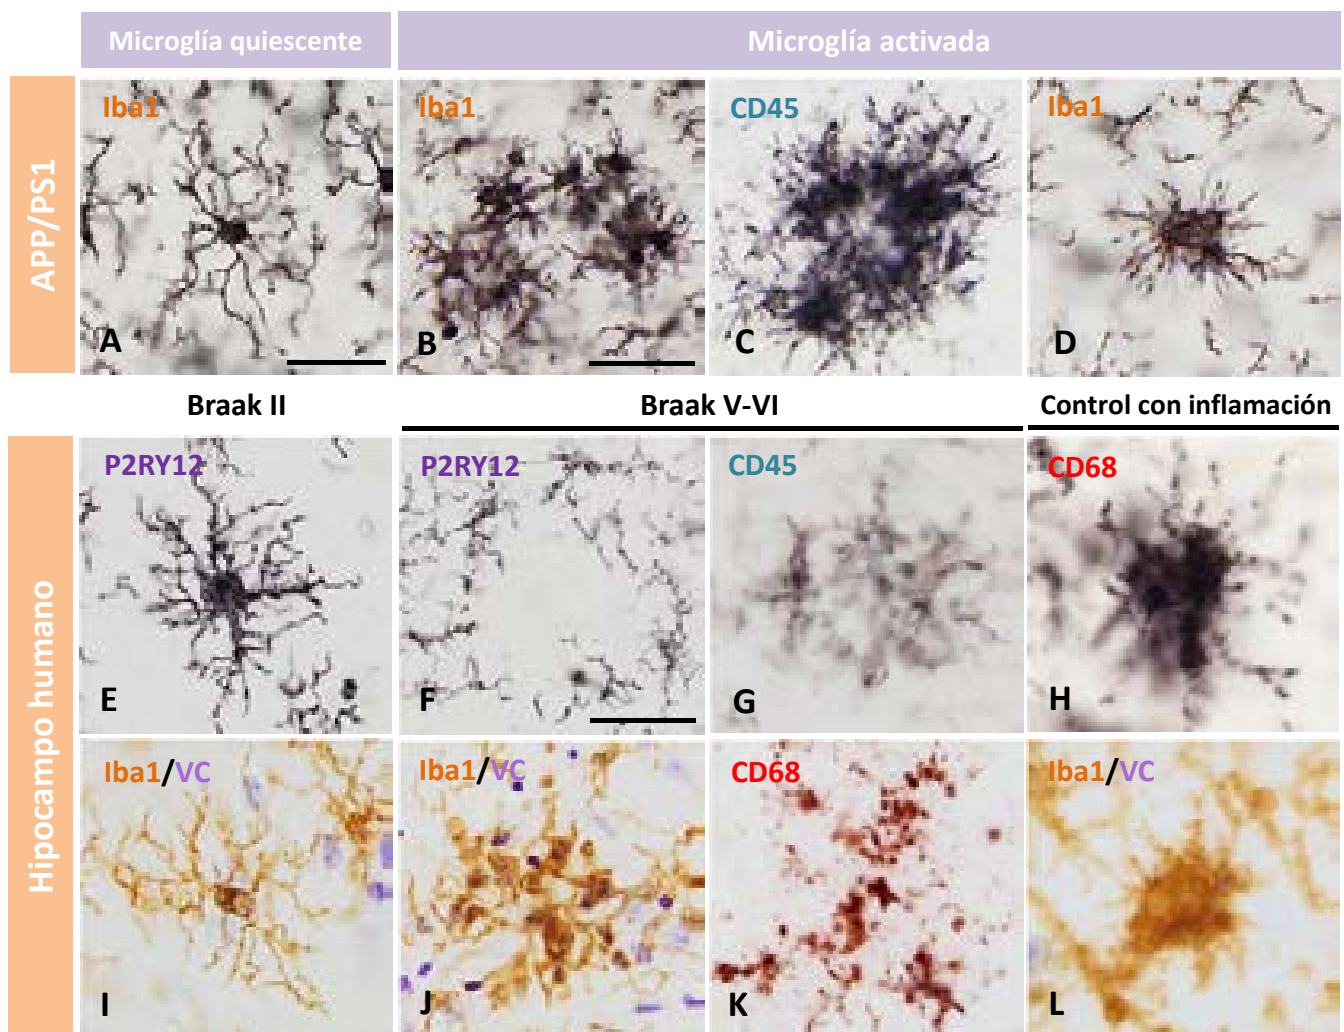 Microglía quiescente
Microglía activada
APP/PS1
Iba1
Iba1
CD45
Iba1
A
B
C
D
Braak II
Braak V-VI
Control con inflamación
Hipocampo humano
P2RY12
P2RY12
CD45
CD68
E
F
G
H
Iba1/VC
Iba1/VC
CD68
Iba1/VC
I
J
K
L